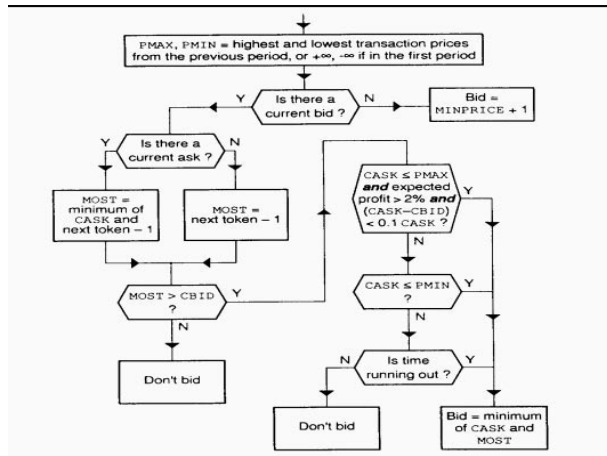 PMAX, PMIN = highest and lowest transaction prices
from the previous period, or +∞, -∞ if in the first period
Y
Is there a
current bid ?
N
Bid =
MINPRICE + 1
Y
Is there a
current ask ?
N
MOST =
minimum of
CASK and
next token – 1
MOST =
next token – 1
MOST > CBID
?
Y
N
Don't bid
CASK ≤ PMAX
and expected
profit > 2% and
(CASK–CBID)
< 0.1 CASK ?
Y
N
CASK ≤ PMIN
?
Y
N
N
Is time
running out ?
Y
Don't bid
Bid = minimum
of CASK and
MOST